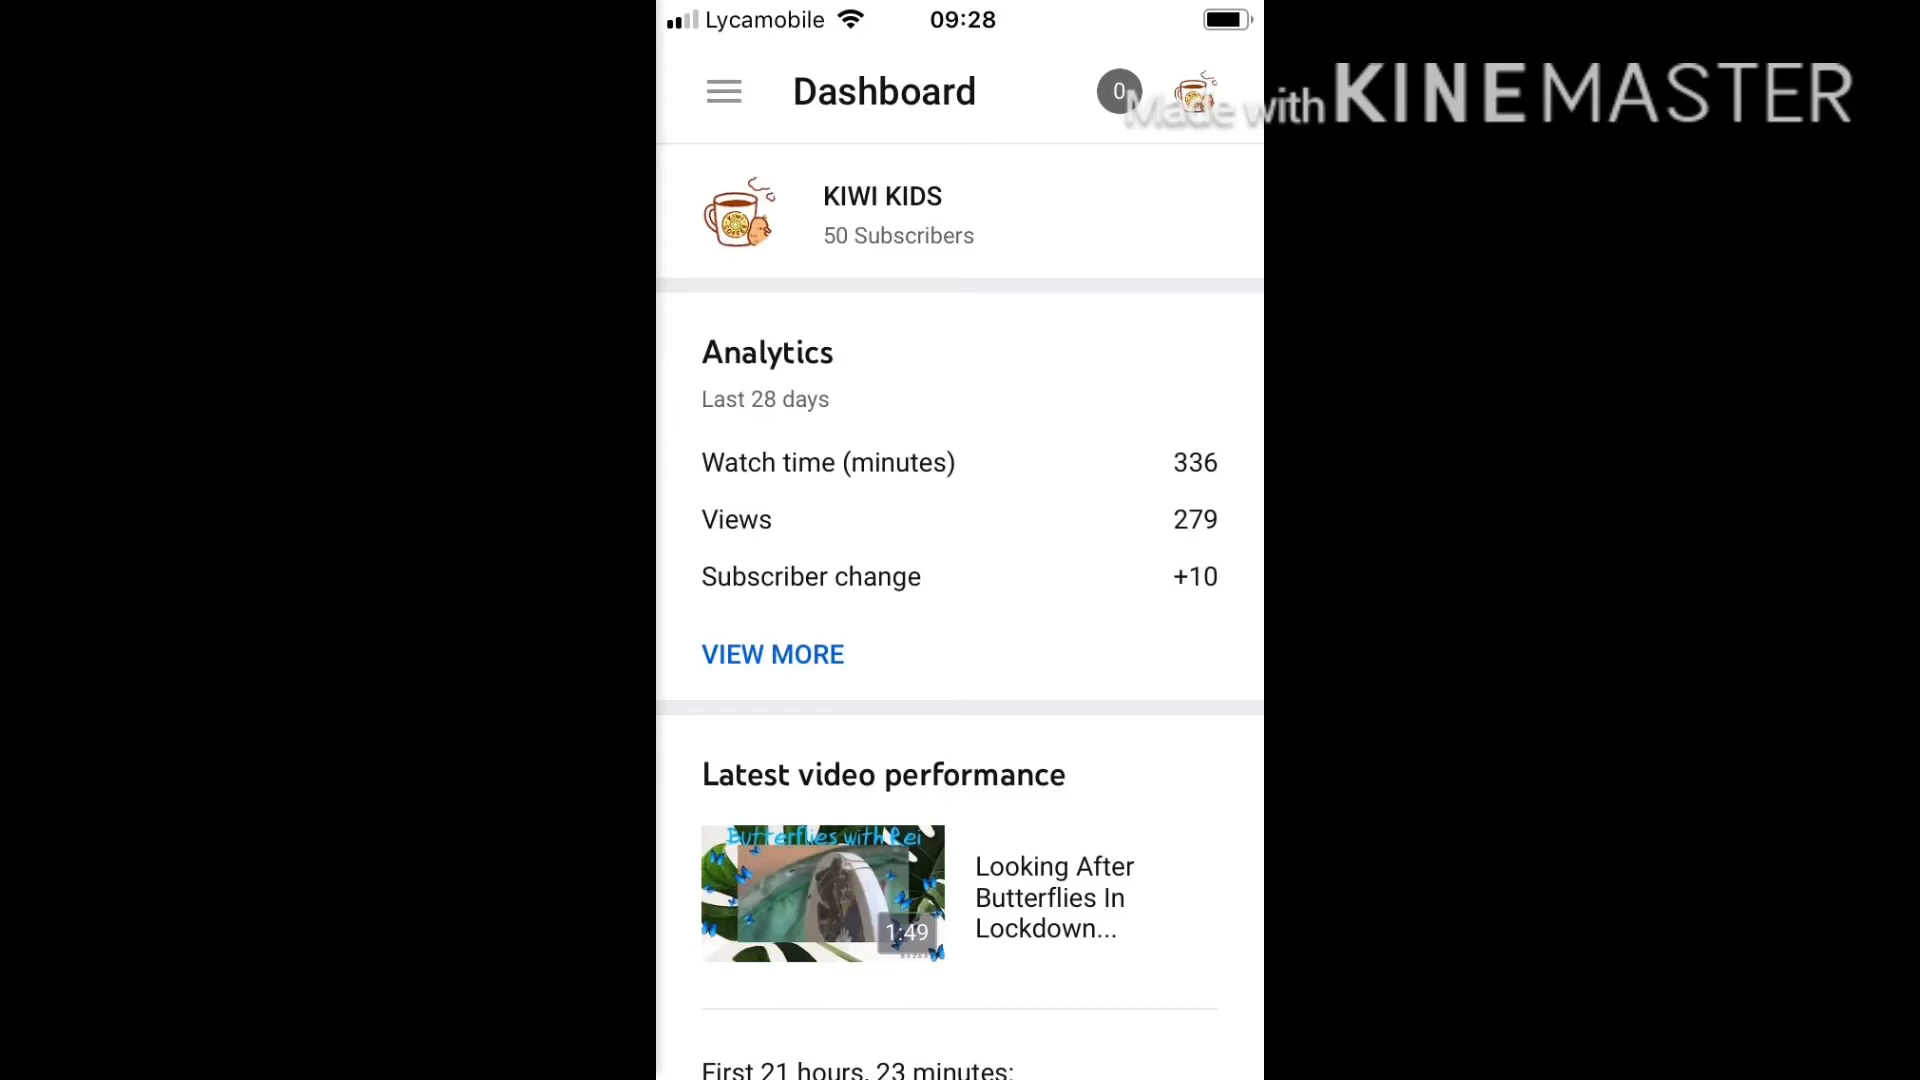 Lycamobile 09:28
Dashboard
0
Made with KINEMASTER
KIWI KIDS
50 Subscribers
Analytics
Last 28 days
Watch time (minutes) 336
Views 279
Subscriber change +10
VIEW MORE
Latest video performance
Butterflies with Rei
1:49
Looking After
Butterflies In
Lockdown...
First 21 hours, 23 minutes: